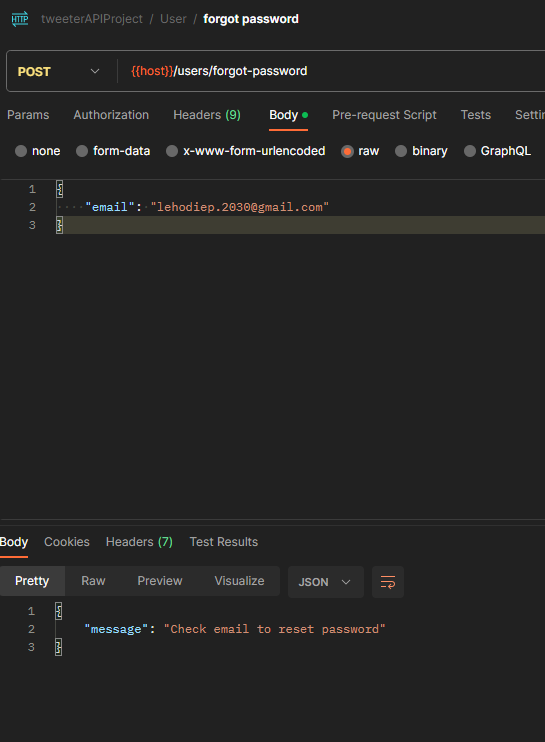 HTTP tweeterAPIProject / User / forgot password
POST {{host}}/users/forgot-password
Params Authorization Headers (9) Body Pre-request Script Tests Settin
none form-data x-www-form-urlencoded raw binary GraphQL
1 {
2 "email": "lehodiep.2030@gmail.com"
3 }
Body Cookies Headers (7) Test Results
Pretty Raw Preview Visualize JSON
1 {
2 "message": "Check email to reset password"
3 }